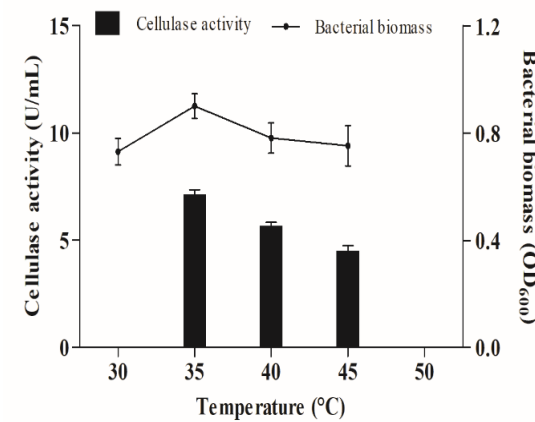 Cellulase activity
Bacterial biomass
15
10
5
0
Cellulase activity (U/mL)
1.2
0.8
0.4
0.0
Bacterial biomass (OD600)
30 35 40 45 50
Temperature (°C)